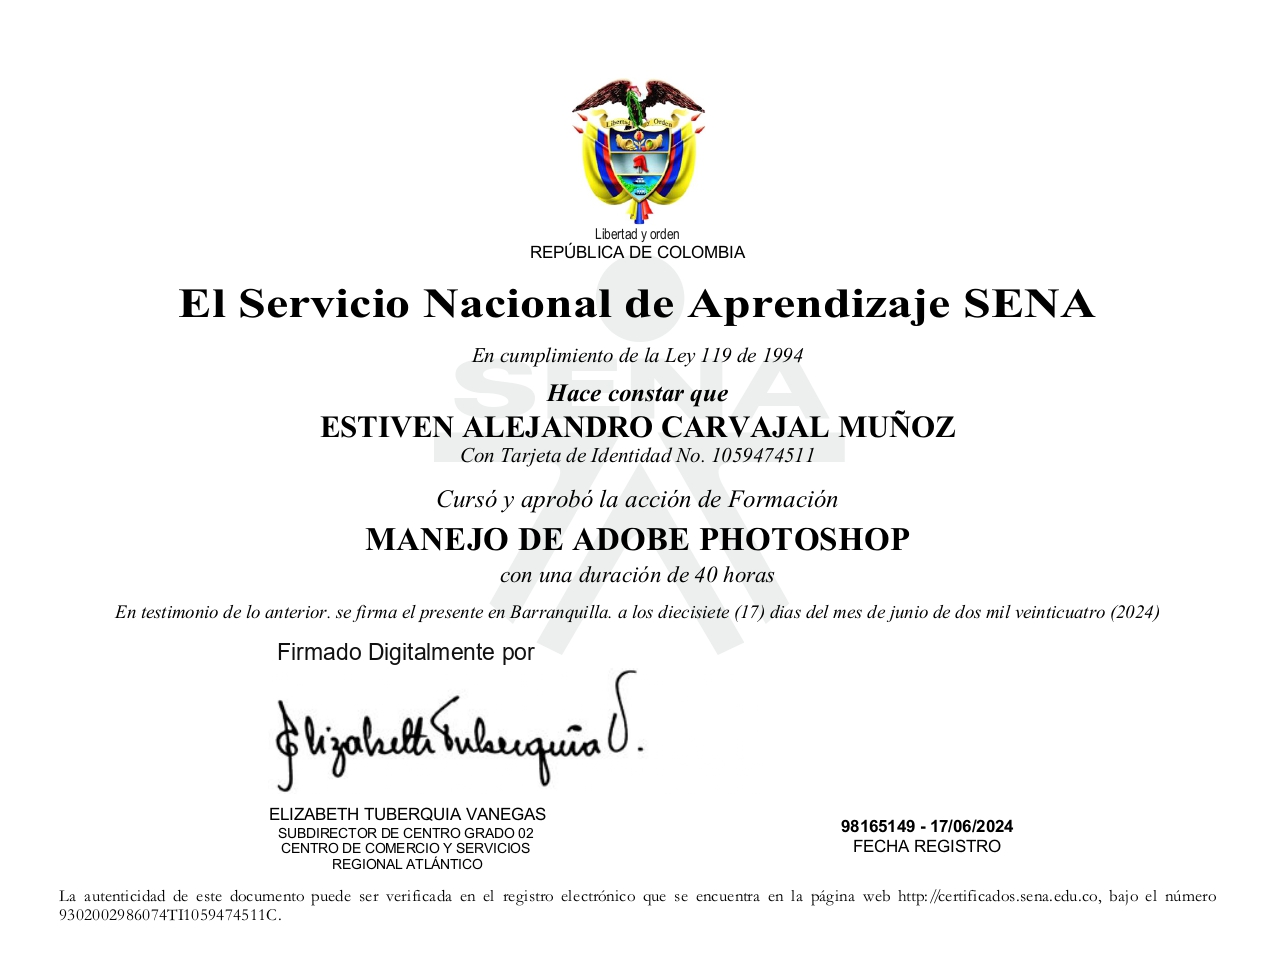 Libertad y Orden
Libertad y orden
REPÚBLICA DE COLOMBIA
El Servicio Nacional de Aprendizaje SENA
En cumplimiento de la Ley 119 de 1994
SENA
Hace constar que
ESTIVEN ALEJANDRO CARVAJAL MUÑOZ
Con Tarjeta de Identidad No. 1059474511
Cursó y aprobó la acción de Formación
MANEJO DE ADOBE PHOTOSHOP
con una duración de 40 horas
En testimonio de lo anterior. se firma el presente en Barranquilla. a los diecisiete (17) dias del mes de junio de dos mil veinticuatro (2024)
Firmado Digitalmente por
Elizabeth Tuberquia V.
ELIZABETH TUBERQUIA VANEGAS
SUBDIRECTOR DE CENTRO GRADO 02
CENTRO DE COMERCIO Y SERVICIOS
REGIONAL ATLÁNTICO
98165149 - 17/06/2024
FECHA REGISTRO
La autenticidad de este documento puede ser verificada en el registro electrónico que se encuentra en la página web http://certificados.sena.edu.co, bajo el número
9302002986074TI1059474511C.